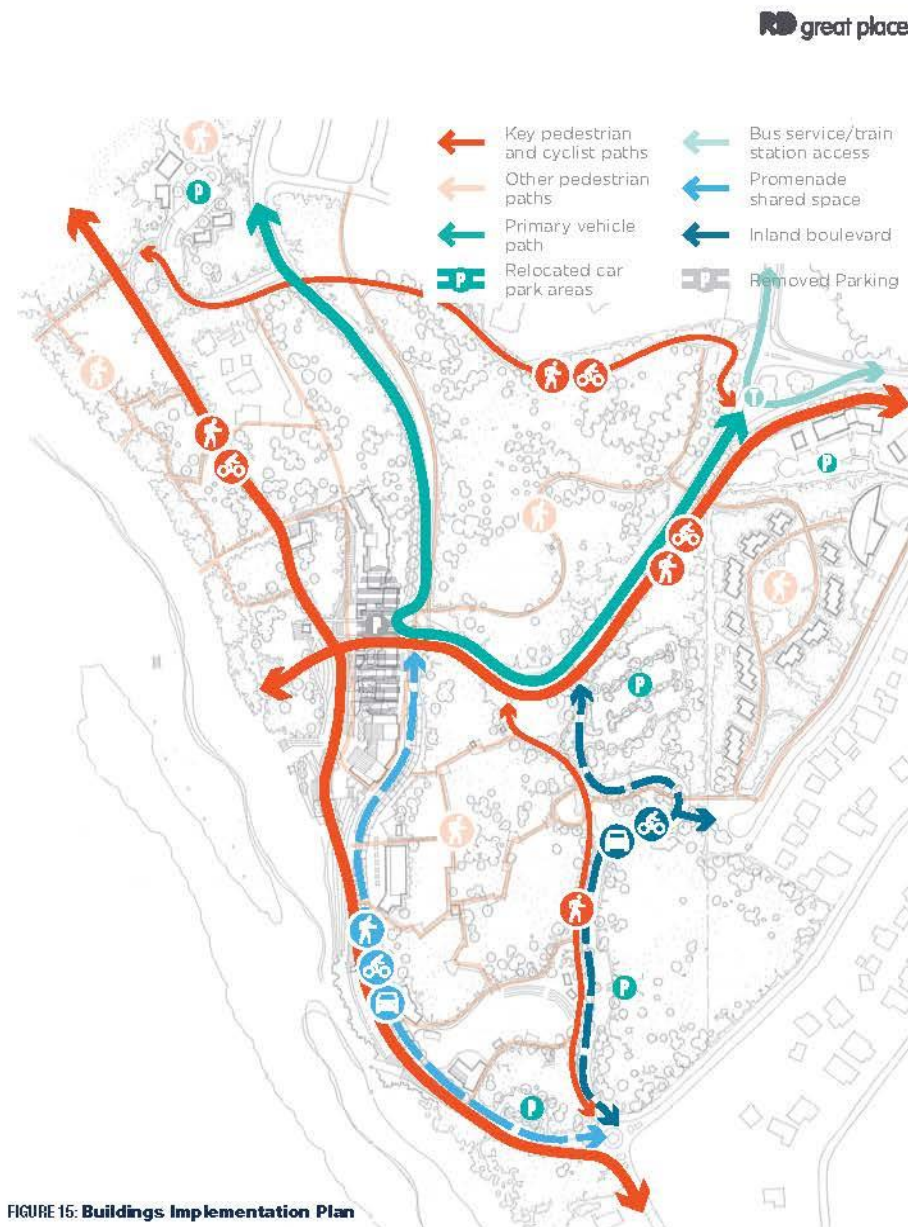 RD great place
Key pedestrian
and cyclist paths
Other pedestrian
paths
Primary vehicle
path
P Relocated car
park areas
Bus service/train
station access
Promenade
shared space
Inland boulevard
P Removed Parking
P
T
P
P
P
P
P
FIGURE 15: Buildings Implementation Plan